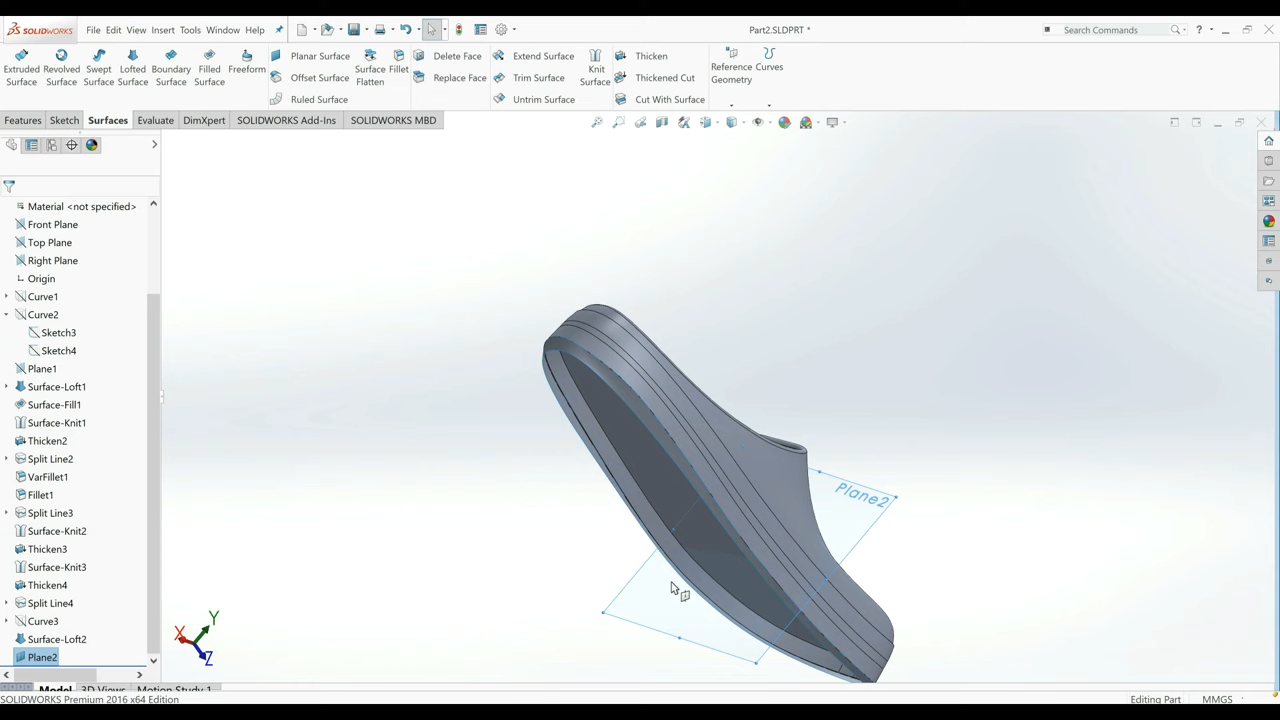 SOLIDWORKS File Edit View Insert Tools Window Help Part2.SLDPRT * Search Commands
Extruded Surface
Revolved Surface
Swept Surface
Lofted Surface
Boundary Surface
Filled Surface
Freeform
Planar Surface
Offset Surface
Ruled Surface
Surface Flatten
Fillet
Delete Face
Replace Face
Extend Surface
Trim Surface
Untrim Surface
Knit Surface
Thicken
Thickened Cut
Cut With Surface
Reference Geometry
Curves
Features Sketch Surfaces Evaluate DimXpert SOLIDWORKS Add-Ins SOLIDWORKS MBD
Material <not specified>
Front Plane
Top Plane
Right Plane
Origin
Curve1
Curve2
Sketch3
Sketch4
Plane1
Surface-Loft1
Surface-Fill1
Surface-Knit1
Thicken2
Split Line2
VarFillet1
Fillet1
Split Line3
Surface-Knit2
Thicken3
Surface-Knit3
Thicken4
Split Line4
Curve3
Surface-Loft2
Plane2
Plane2
X
Y
Z
Model 3D Views Motion Study 1
SOLIDWORKS Premium 2016 x64 Edition Editing Part MMGS